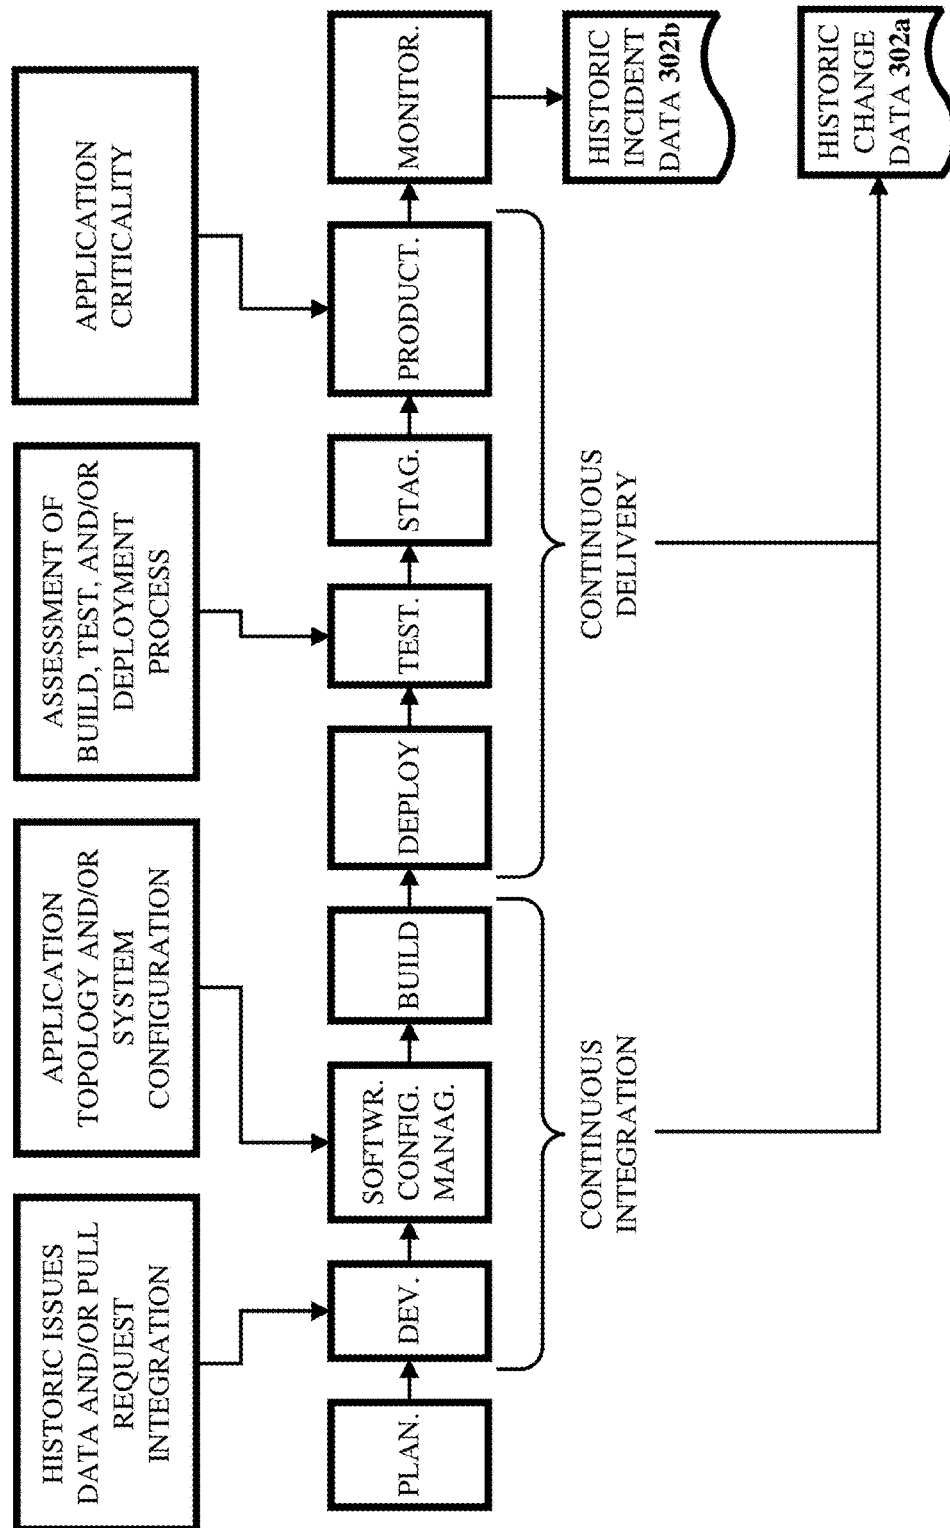 HISTORIC ISSUES
DATA AND/OR PULL
REQUEST
INTEGRATION
APPLICATION
TOPOLOGY AND/OR
SYSTEM
CONFIGURATION
ASSESSMENT OF
BUILD, TEST, AND/OR
DEPLOYMENT
PROCESS
APPLICATION
CRITICALITY
PLAN.
DEV.
SOFTWR.
CONFIG.
MANAG.
BUILD
DEPLOY
TEST.
STAG.
PRODUCT.
MONITOR.
CONTINUOUS
INTEGRATION
CONTINUOUS
DELIVERY
HISTORIC
INCIDENT
DATA 302b
HISTORIC
CHANGE
DATA 302a